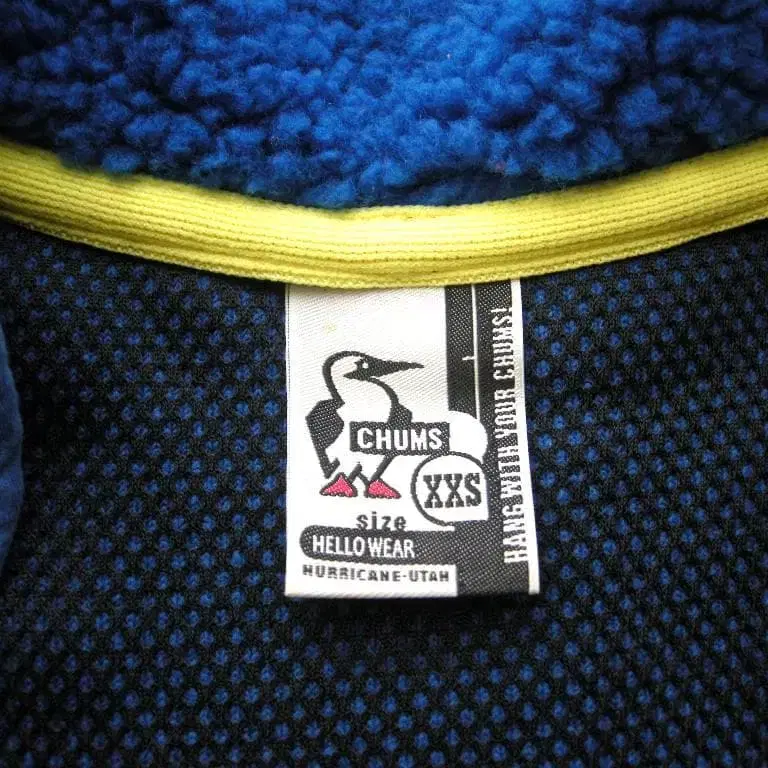 CHUMS
XXS
size
HELLO WEAR
HURRICANE-UTAH
HANG WITH YOUR CHUMS!